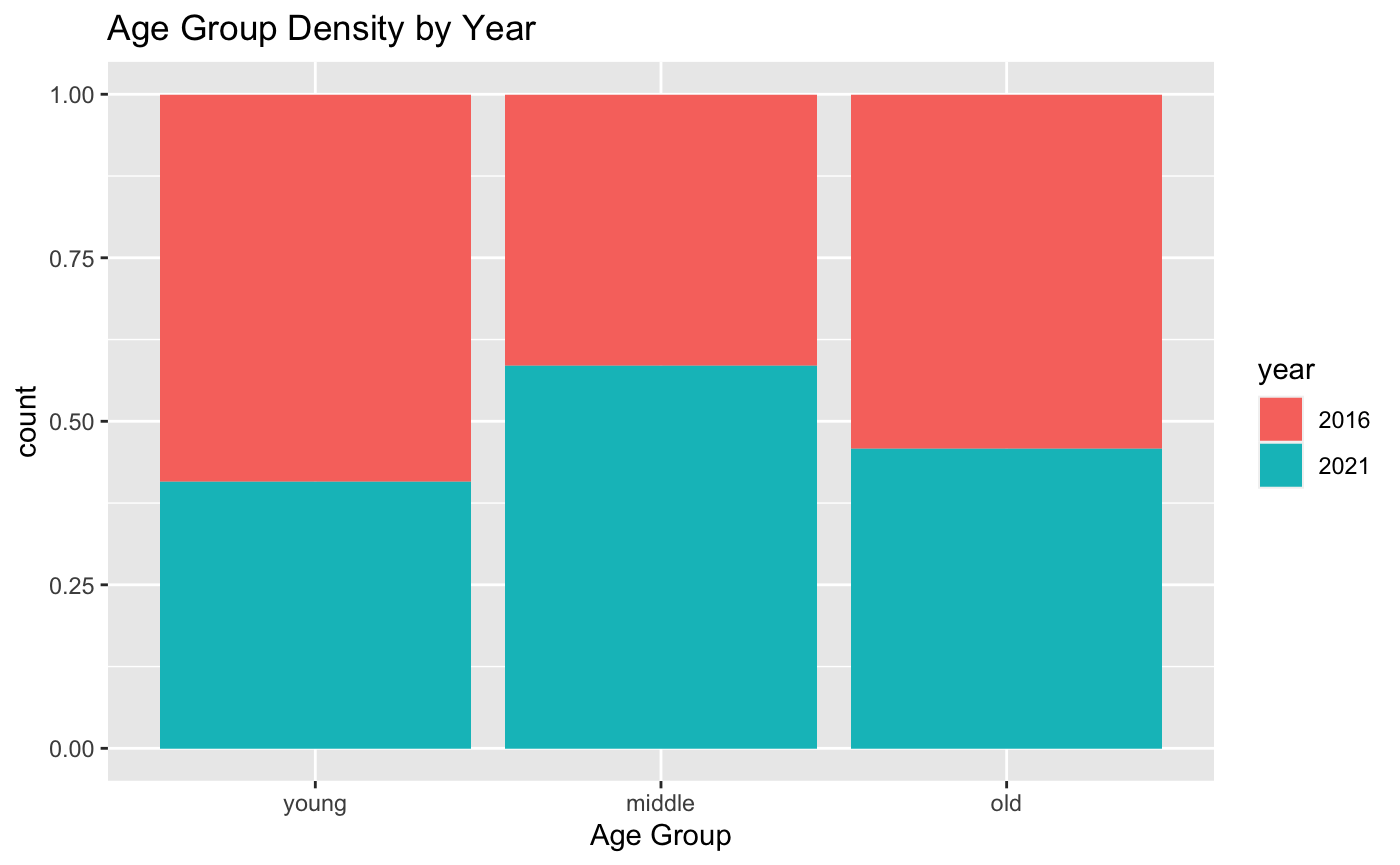 Age Group Density by Year
1.00
0.75
0.50
0.25
0.00
count
young
middle
old
Age Group
year
2016
2021